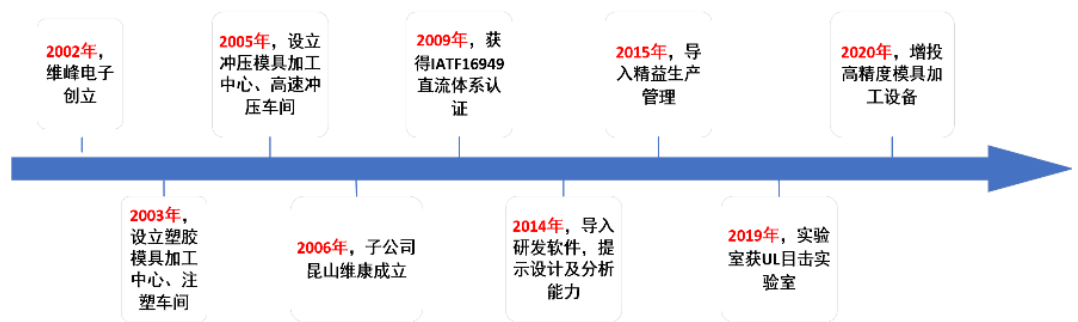 2002年，
维峰电子
创立
2005年，设立
冲压模具加工
中心、高速冲
压车间
2009年，获
得IATF16949
直流体系认
证
2015年，导
入精益生产
管理
2020年，增投
高精度模具加
工设备
2003年，
设立塑胶
模具加工
中心、注
塑车间
2006年，子公司
昆山维康成立
2014年，导入
研发软件，提
示设计及分析
能力
2019年，实验
室获UL目击实
验室